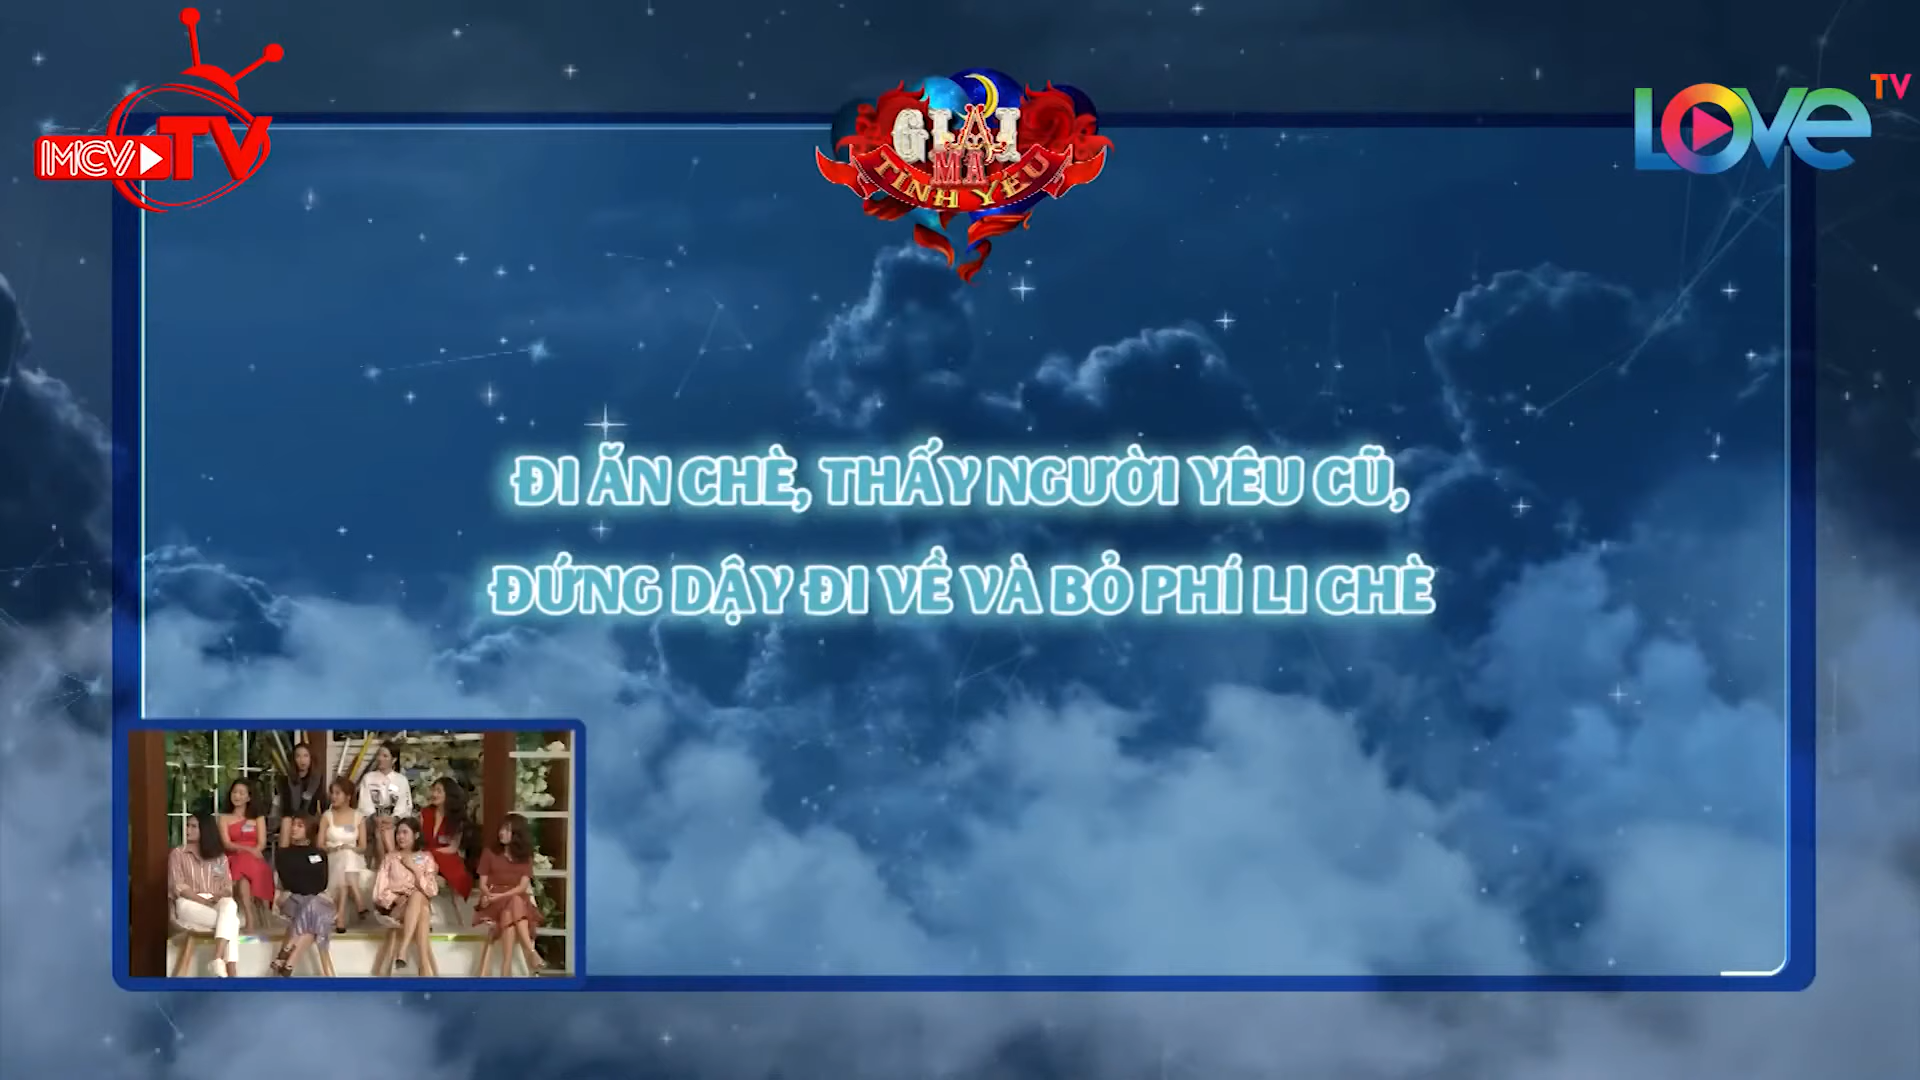 MCV TV
LOVE TV
GIẢI
MÃ
TÌNH YÊU
ĐI ĂN CHÈ, THẤY NGƯỜI YÊU CŨ,
ĐỨNG DẬY ĐI VỀ VÀ BỎ PHÍ LI CHÈ